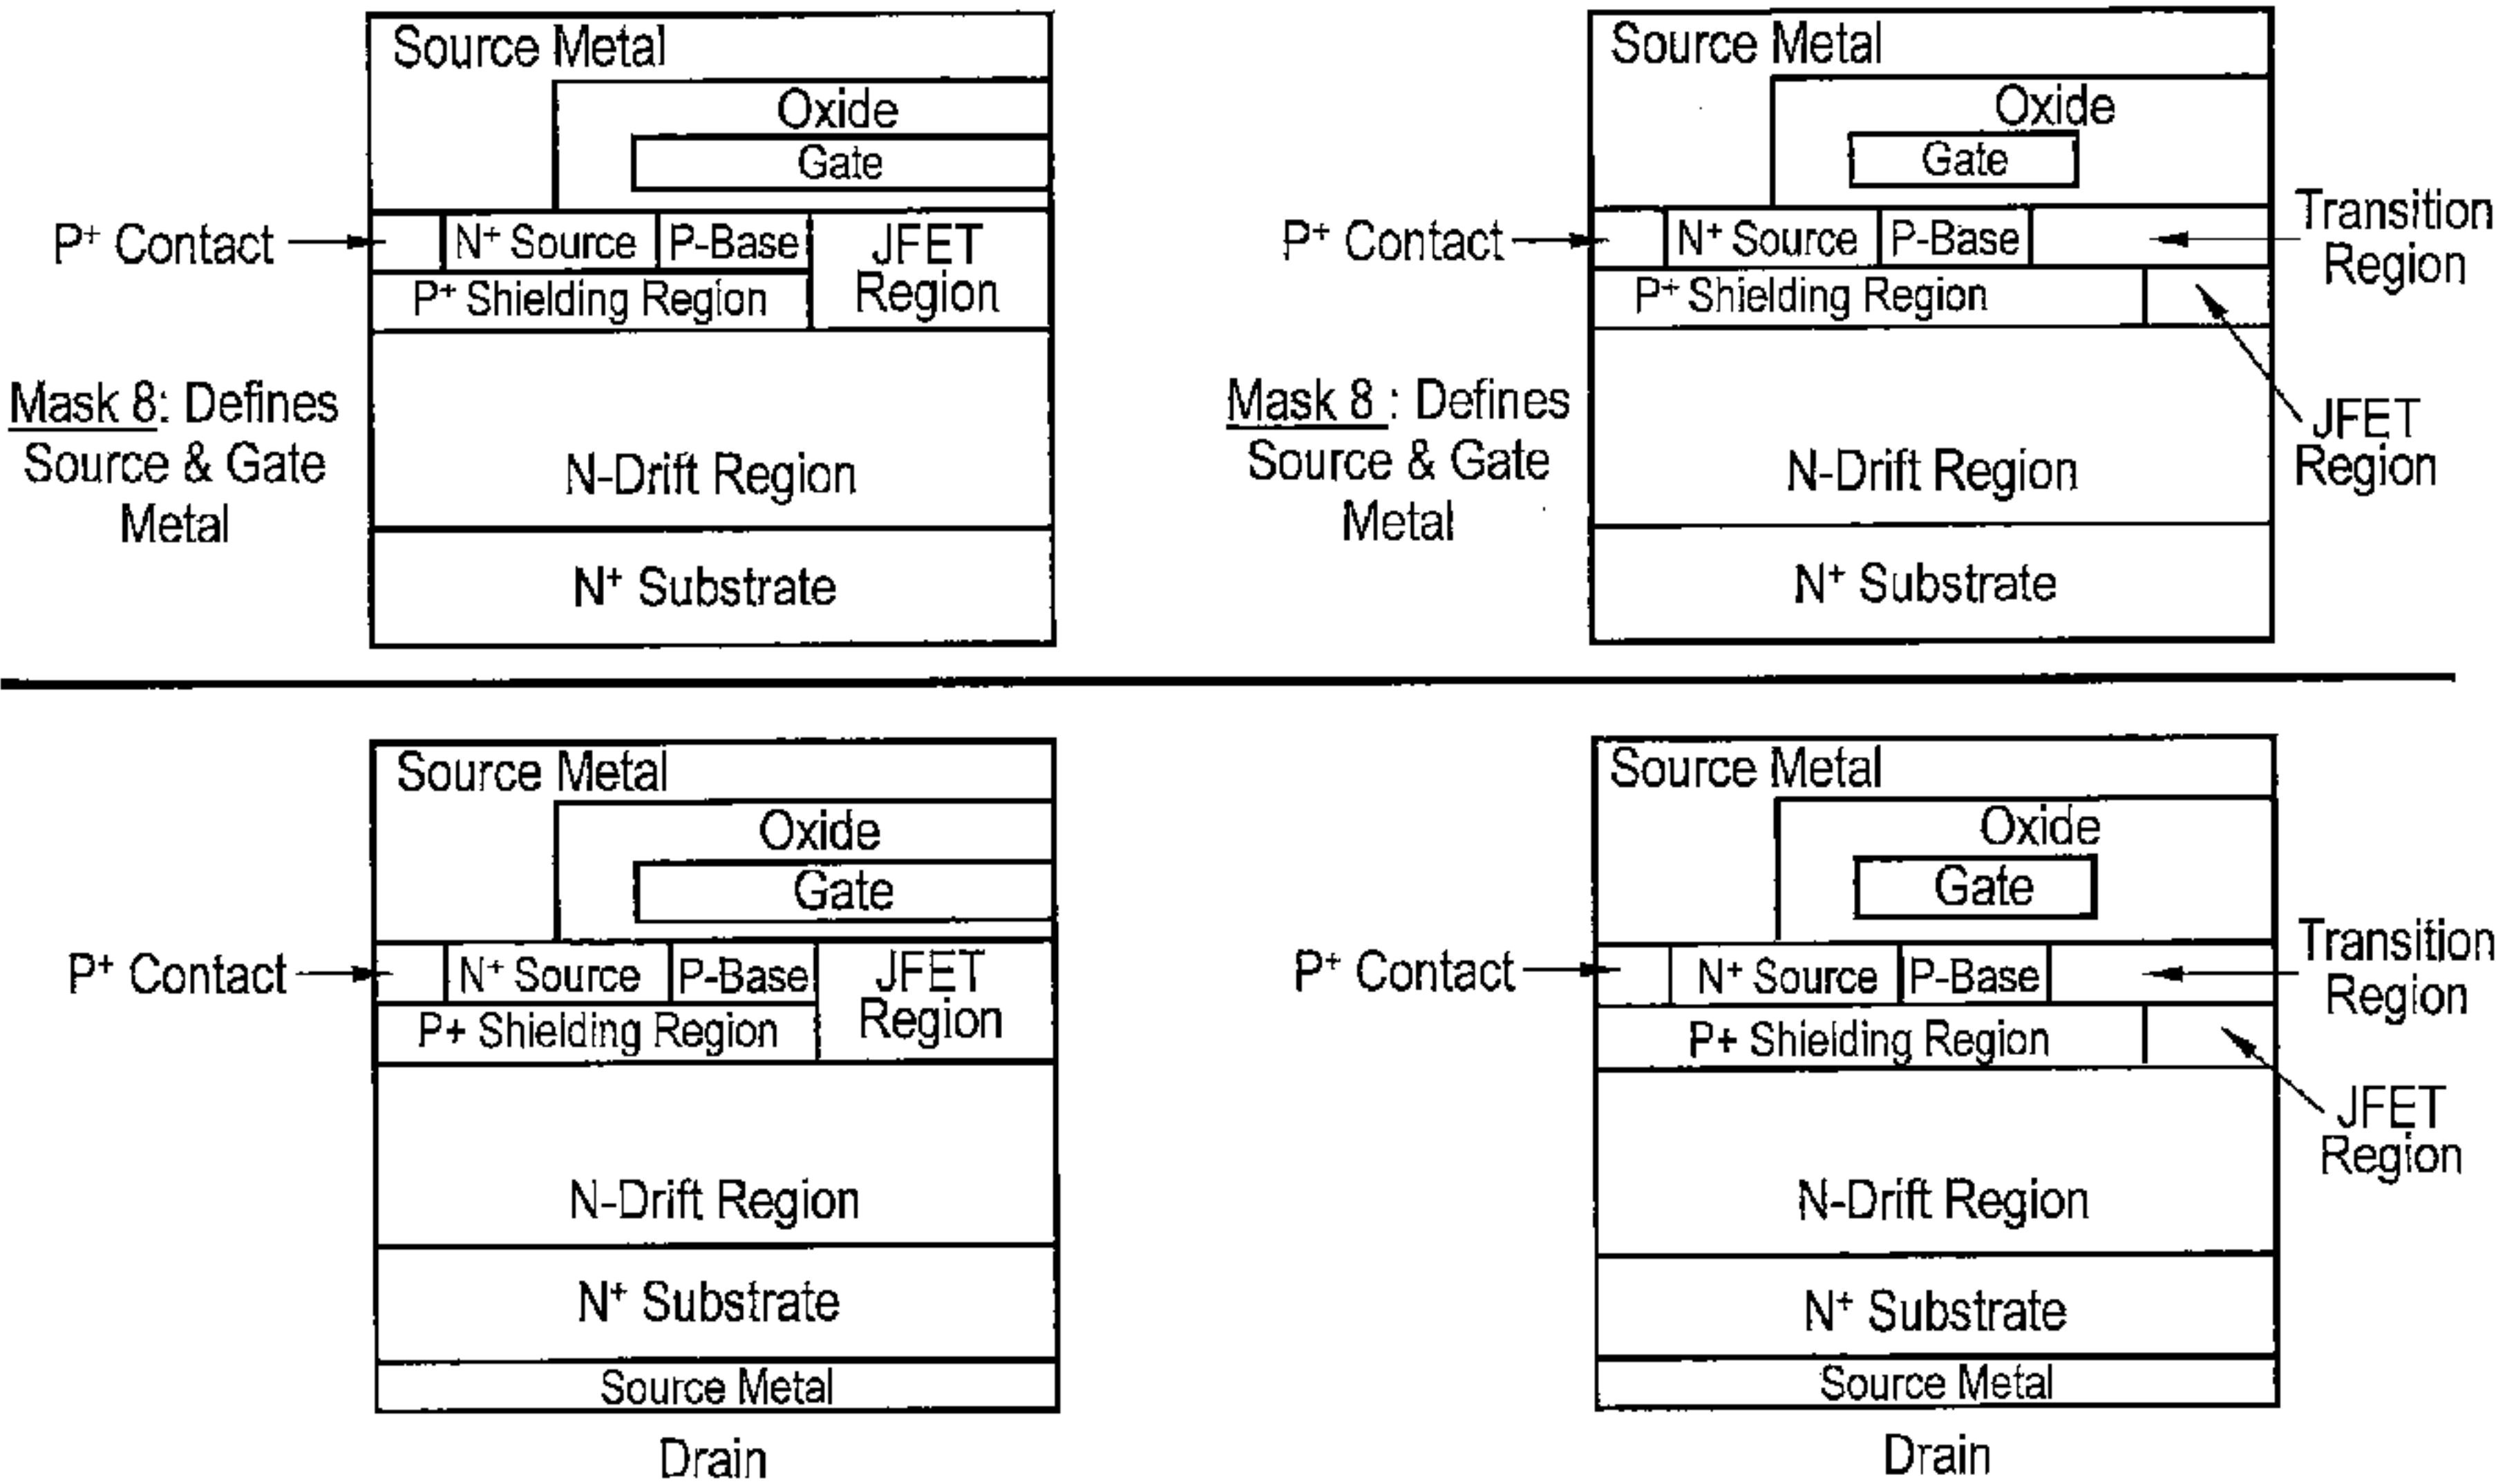 Source Metal
Oxide
Gate
P+ Contact
N+ Source
P-Base
JFET
Region
P+ Shielding Region
Mask 8: Defines
Source & Gate
Metal
N-Drift Region
N+ Substrate
Source Metal
Oxide
Gate
P+ Contact
N+ Source
P-Base
Transition
Region
P+ Shielding Region
Mask 8 : Defines
Source & Gate
Metal
JFET
Region
N-Drift Region
N+ Substrate
Source Metal
Oxide
Gate
P+ Contact
N+ Source
P-Base
JFET
Region
P+ Shielding Region
N-Drift Region
N+ Substrate
Source Metal
Drain
Source Metal
Oxide
Gate
P+ Contact
N+ Source
P-Base
Transition
Region
P+ Shielding Region
JFET
Region
N-Drift Region
N+ Substrate
Source Metal
Drain